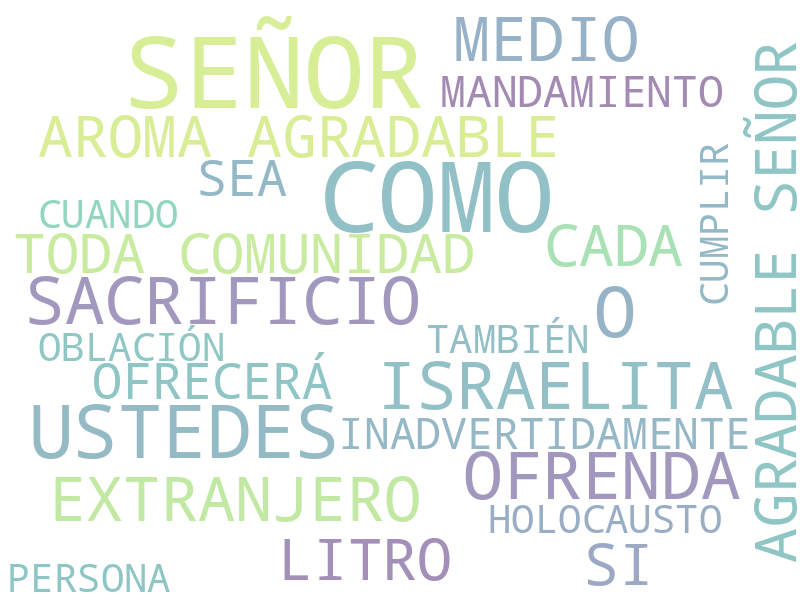 SEÑOR
MEDIO
MANDAMIENTO
AROMA AGRADABLE
SEA
COMO
CUANDO
TODA COMUNIDAD
CADA
CUMPLIR
AGRADABLE SEÑOR
SACRIFICIO
O
OBLACIÓN
TAMBIÉN
OFRECERÁ
ISRAELITA
USTEDES
INADVERTIDAMENTE
OFRENDA
EXTRANJERO
HOLOCAUSTO
LITRO
SI
PERSONA